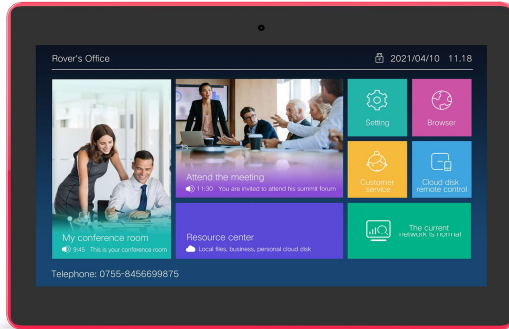 Rover's Office
2021/04/10 11.18
Setting
Browser
Attend the meeting
11:30 You are invited to attend his summit forum
Customer
service
Cloud disk
remote control
My conference room
9:45 This is your conference room
Resource center
Local files, business, personal cloud disk
The current
network is normal
Telephone: 0755-8456699875